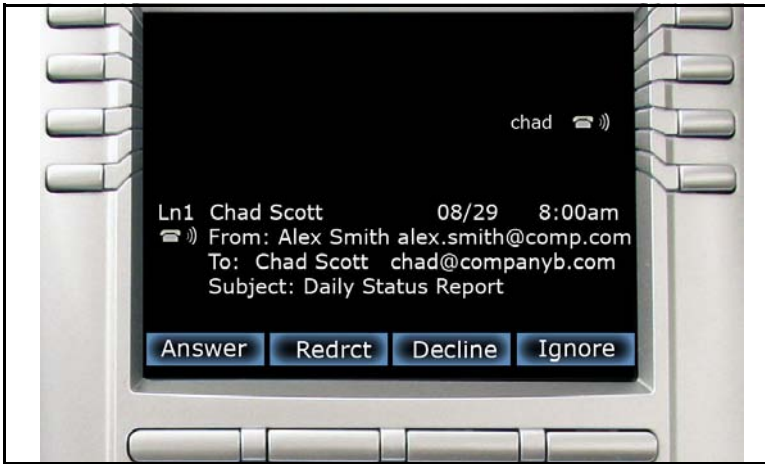 chad
Ln1 Chad Scott 08/29 8:00am
From: Alex Smith alex.smith@comp.com
To: Chad Scott chad@companyb.com
Subject: Daily Status Report
Answer Redrct Decline Ignore